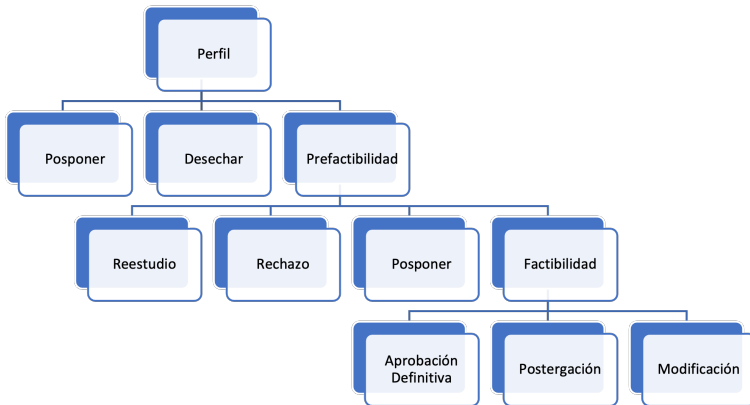 Perfil
Posponer
Desechar
Prefactibilidad
Reestudio
Rechazo
Posponer
Factibilidad
Aprobación
Definitiva
Postergación
Modificación